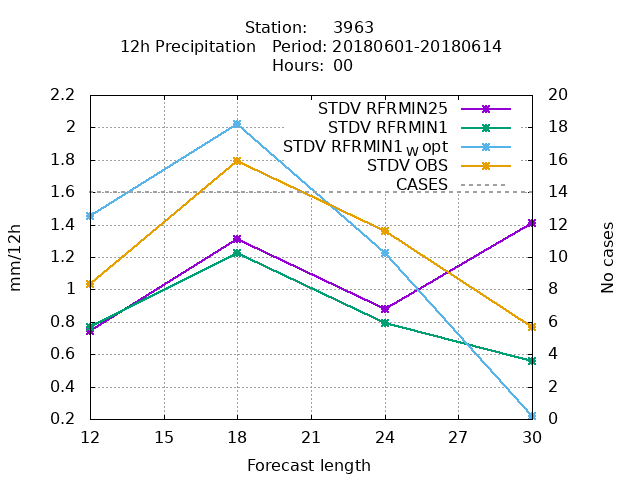 Station: 3963
12h Precipitation Period: 20180601-20180614
Hours: 00
2.2
2
1.8
1.6
1.4
1.2
1
0.8
0.6
0.4
0.2
mm/12h
STDV RFRMIN25
STDV RFRMIN1
STDV RFRMIN1 w opt
STDV OBS
CASES
20
18
16
14
12
10
8
6
4
2
0
No cases
12 15 18 21 24 27 30
Forecast length